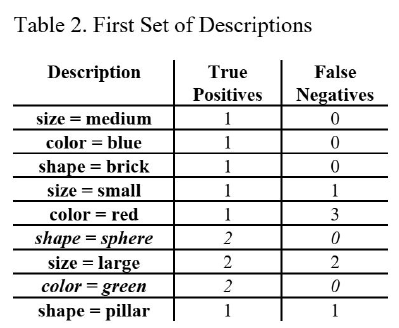 Table 2. First Set of Descriptions
Description True Positives False Negatives
size = medium 1 0
color = blue 1 0
shape = brick 1 0
size = small 1 1
color = red 1 3
shape = sphere 2 0
size = large 2 2
color = green 2 0
shape = pillar 1 1